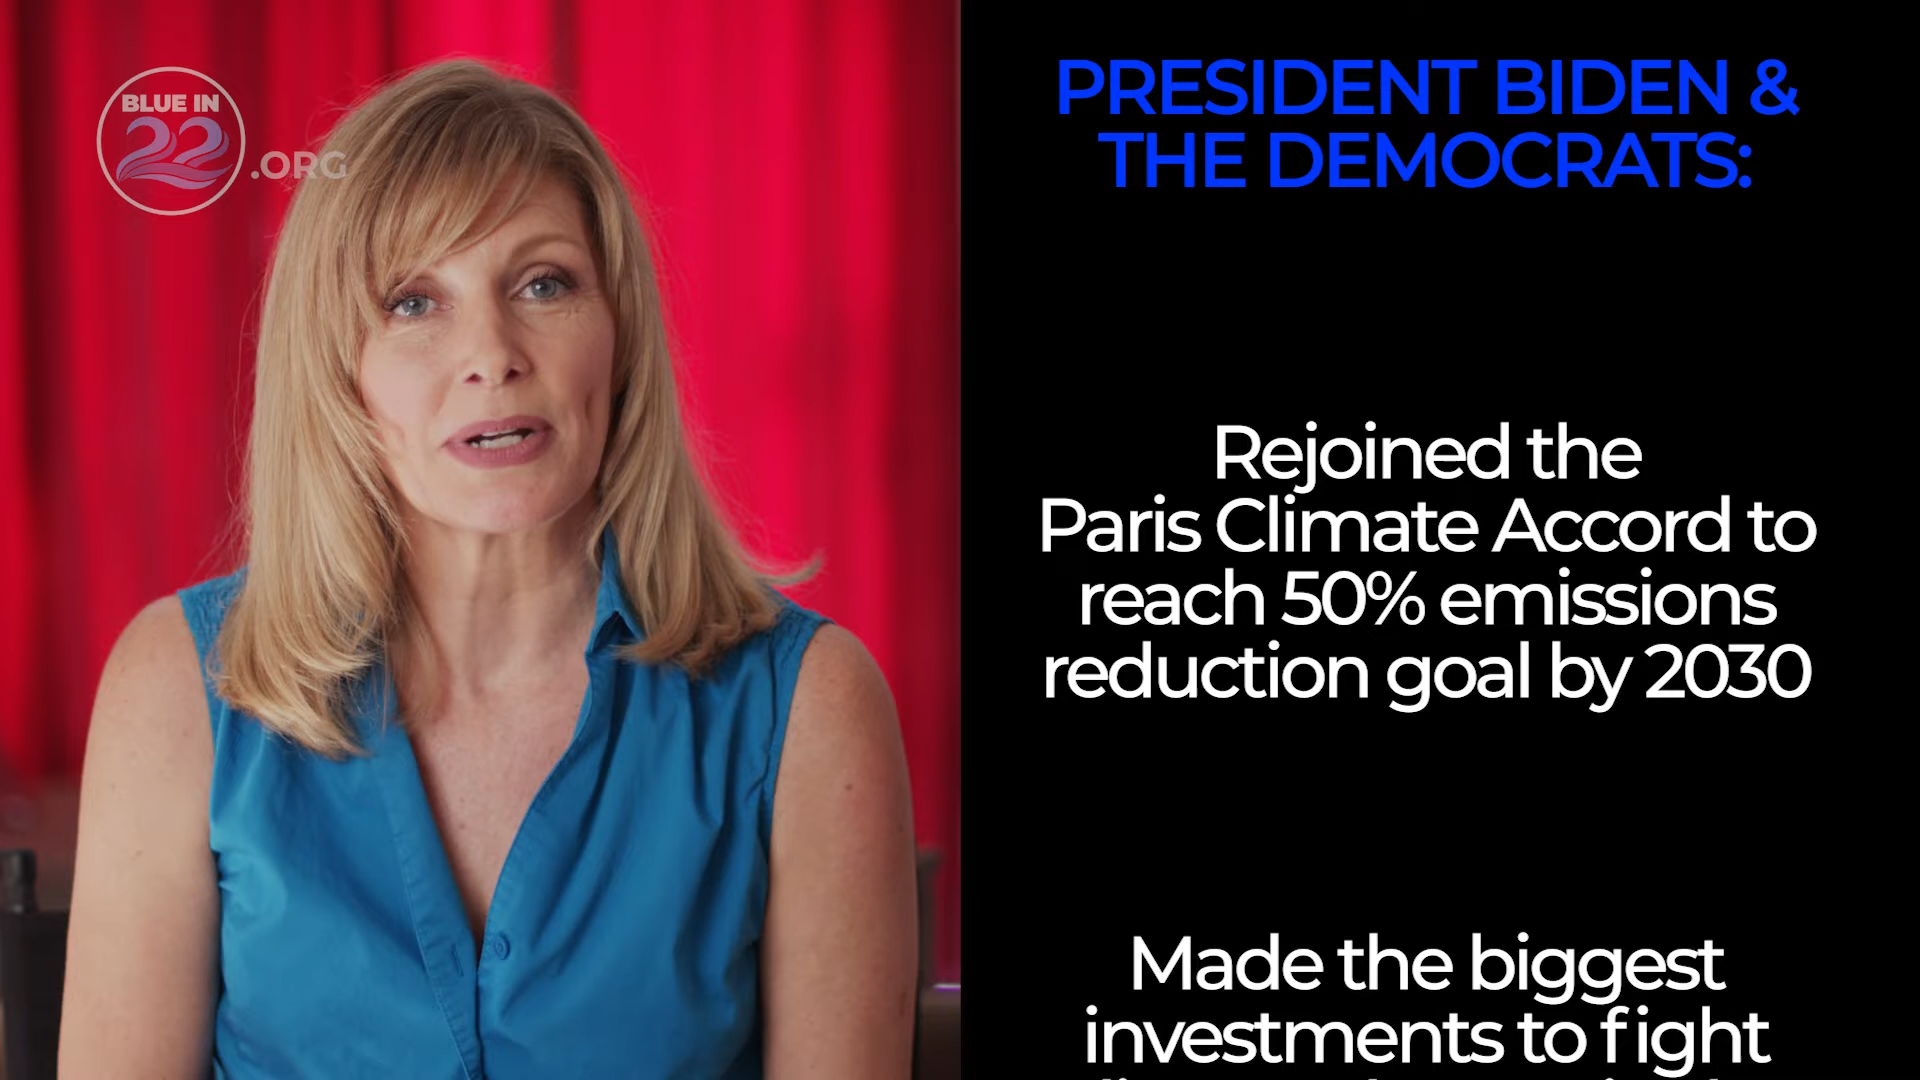 BLUE IN
22
.ORG
PRESIDENT BIDEN &
THE DEMOCRATS:
Rejoined the
Paris Climate Accord to
reach 50% emissions
reduction goal by 2030
Made the biggest
investments to fight